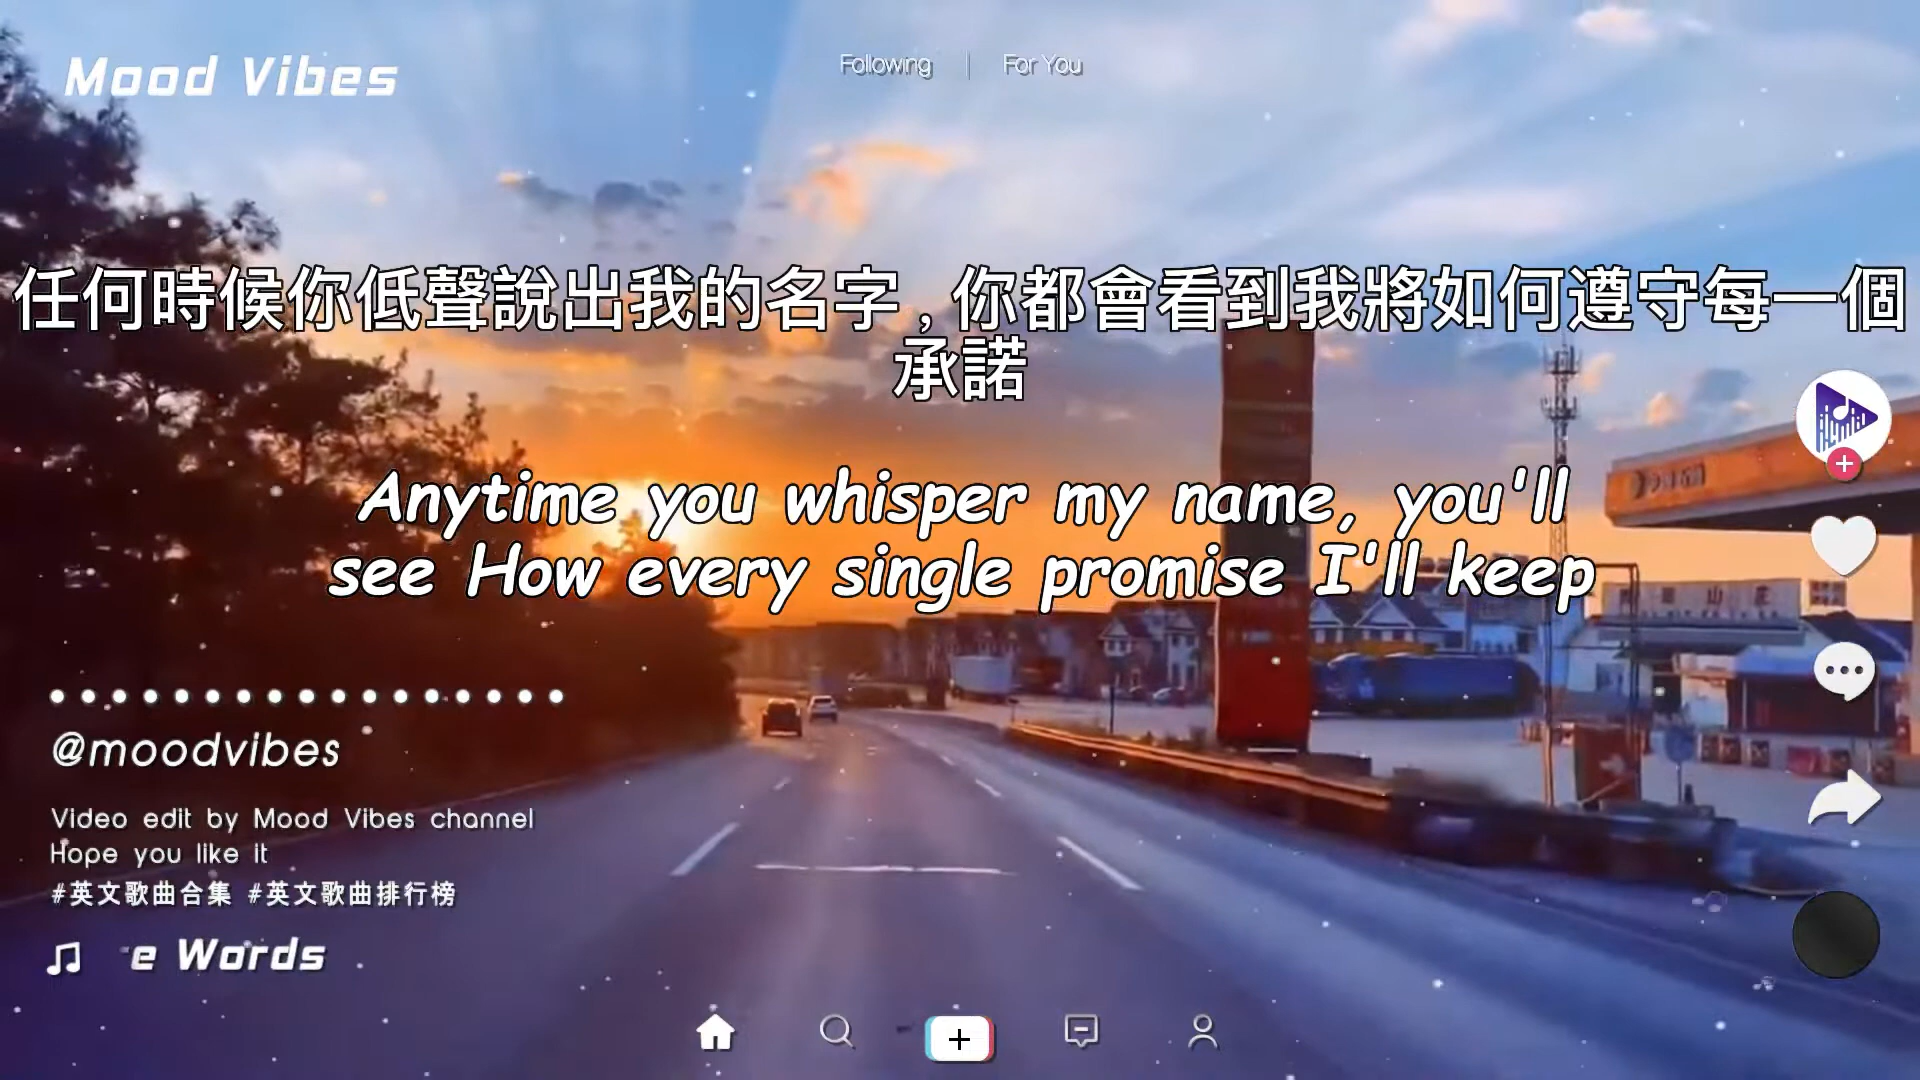 Mood Vibes
Following | For You
任何時候你低聲說出我的名字,你都會看到我將如何遵守每一個
承諾
Anytime you whisper my name, you'll
see How every single promise I'll keep
@moodvibes
Video edit by Mood Vibes channel
Hope you like it
#英文歌曲合集 #英文歌曲排行榜
e Words